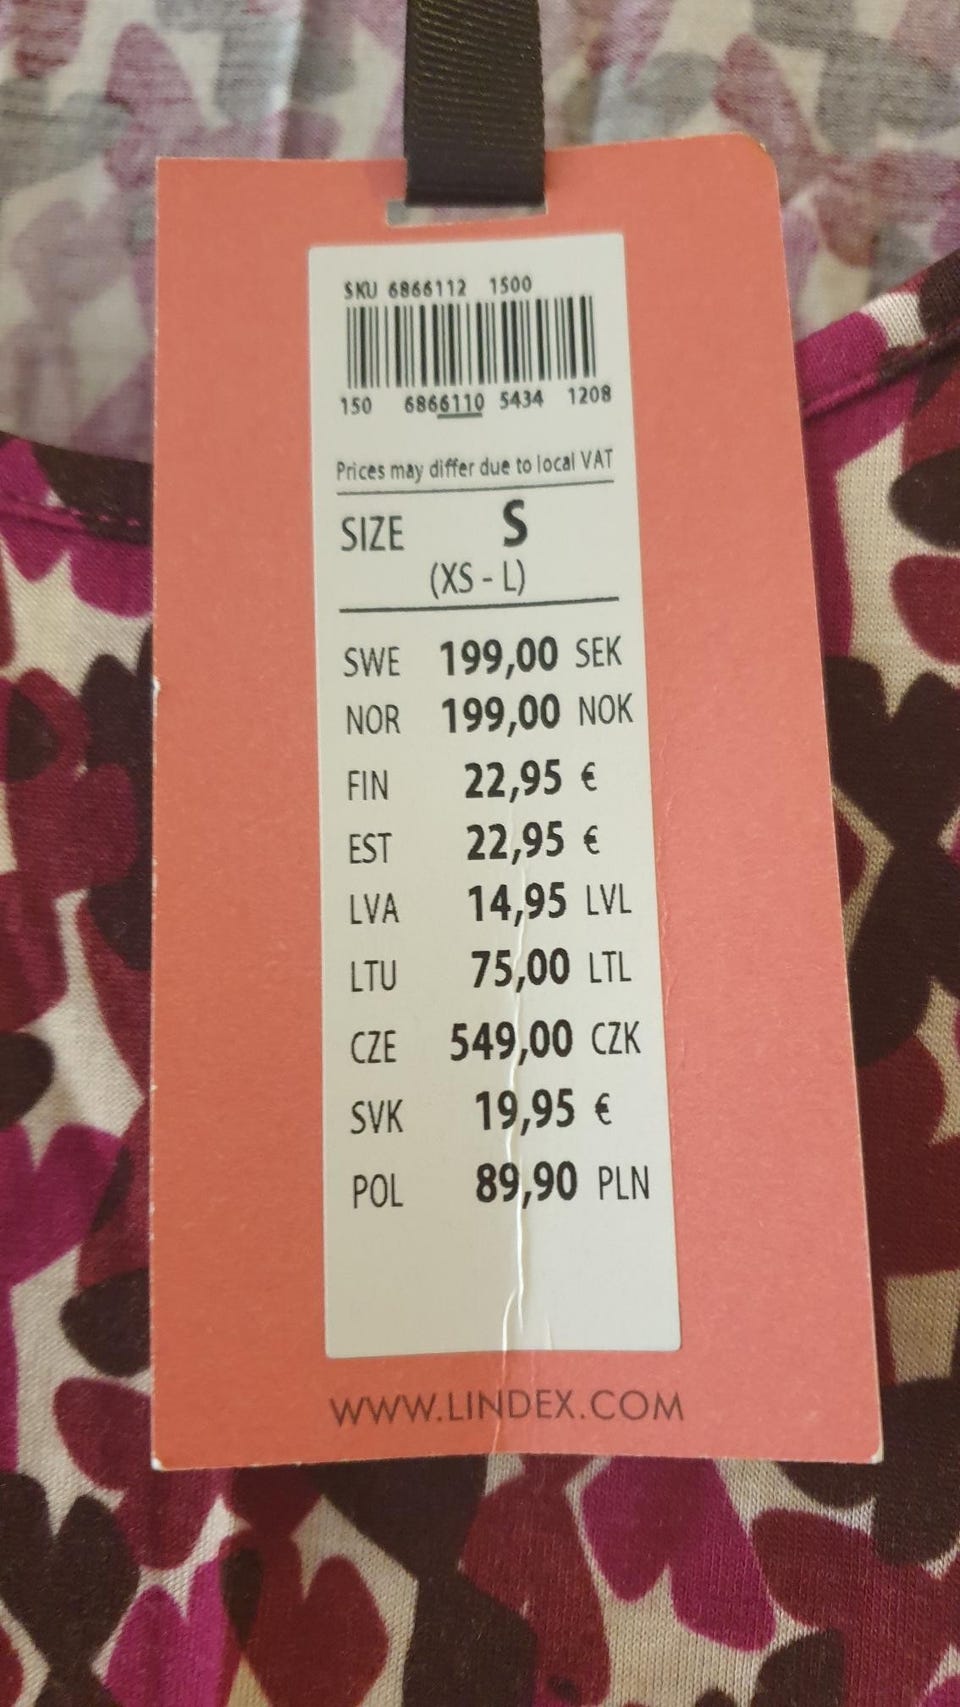 SKU 6866112 1500
150 6866110 5434 1208
Prices may differ due to local VAT
SIZE S
(XS - L)
SWE 199,00 SEK
NOR 199,00 NOK
FIN 22,95 €
EST 22,95 €
LVA 14,95 LVL
LTU 75,00 LTL
CZE 549,00 CZK
SVK 19,95 €
POL 89,90 PLN
WWW.LINDEX.COM